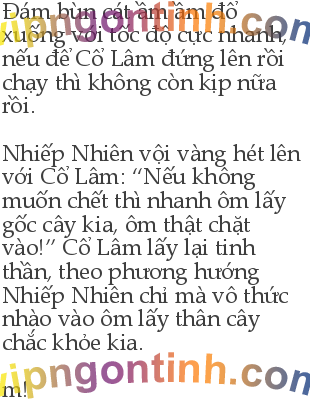 Đám bùn cát ầm ầm đổ
xuống với tốc độ cực nhanh,
nếu để Cổ Lâm đứng lên rồi
chạy thì không còn kịp nữa
rồi.
Nhiếp Nhiên vội vàng hét lên
với Cổ Lâm: “Nếu không
muốn chết thì nhanh ôm lấy
gốc cây kia, ôm thật chặt
vào!” Cổ Lâm lấy lại tinh
thần, theo phương hướng
Nhiếp Nhiên chỉ mà vô thức
nhào vào ôm lấy thân cây
chắc khỏe kia.
vipngontinh.com
m!